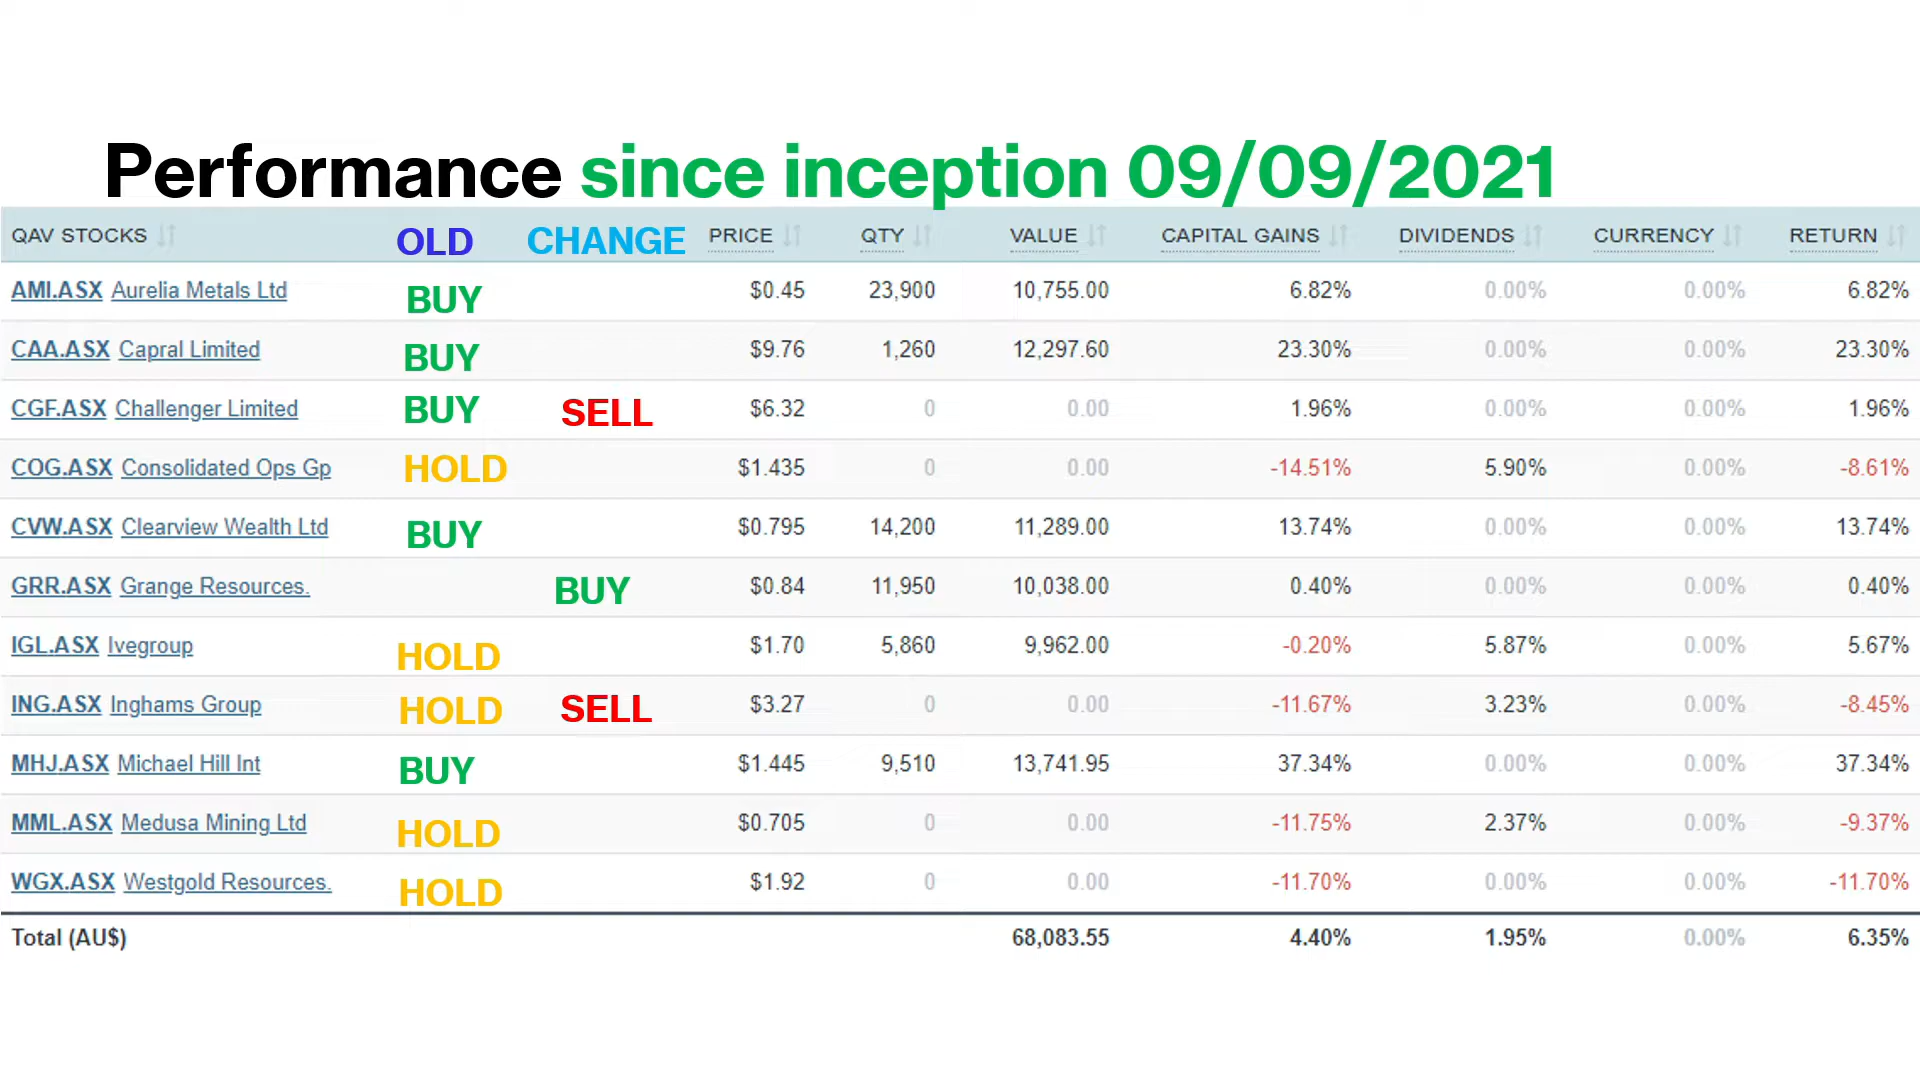 Performance since inception 09/09/2021
QAV STOCKS OLD CHANGE PRICE QTY VALUE CAPITAL GAINS DIVIDENDS CURRENCY RETURN
AMI.ASX Aurelia Metals Ltd BUY $0.45 23,900 10,755.00 6.82% 0.00% 0.00% 6.82%
CAA.ASX Capral Limited BUY $9.76 1,260 12,297.60 23.30% 0.00% 0.00% 23.30%
CGF.ASX Challenger Limited BUY SELL $6.32 0 0.00 1.96% 0.00% 0.00% 1.96%
COG.ASX Consolidated Ops Gp HOLD $1.435 0 0.00 -14.51% 5.90% 0.00% -8.61%
CVW.ASX Clearview Wealth Ltd BUY $0.795 14,200 11,289.00 13.74% 0.00% 0.00% 13.74%
GRR.ASX Grange Resources. BUY $0.84 11,950 10,038.00 0.40% 0.00% 0.00% 0.40%
IGL.ASX Ivegroup HOLD $1.70 5,860 9,962.00 -0.20% 5.87% 0.00% 5.67%
ING.ASX Inghams Group HOLD SELL $3.27 0 0.00 -11.67% 3.23% 0.00% -8.45%
MHJ.ASX Michael Hill Int BUY $1.445 9,510 13,741.95 37.34% 0.00% 0.00% 37.34%
MML.ASX Medusa Mining Ltd HOLD $0.705 0 0.00 -11.75% 2.37% 0.00% -9.37%
WGX.ASX Westgold Resources. HOLD $1.92 0 0.00 -11.70% 0.00% 0.00% -11.70%
Total (AU$) 68,083.55 4.40% 1.95% 0.00% 6.35%